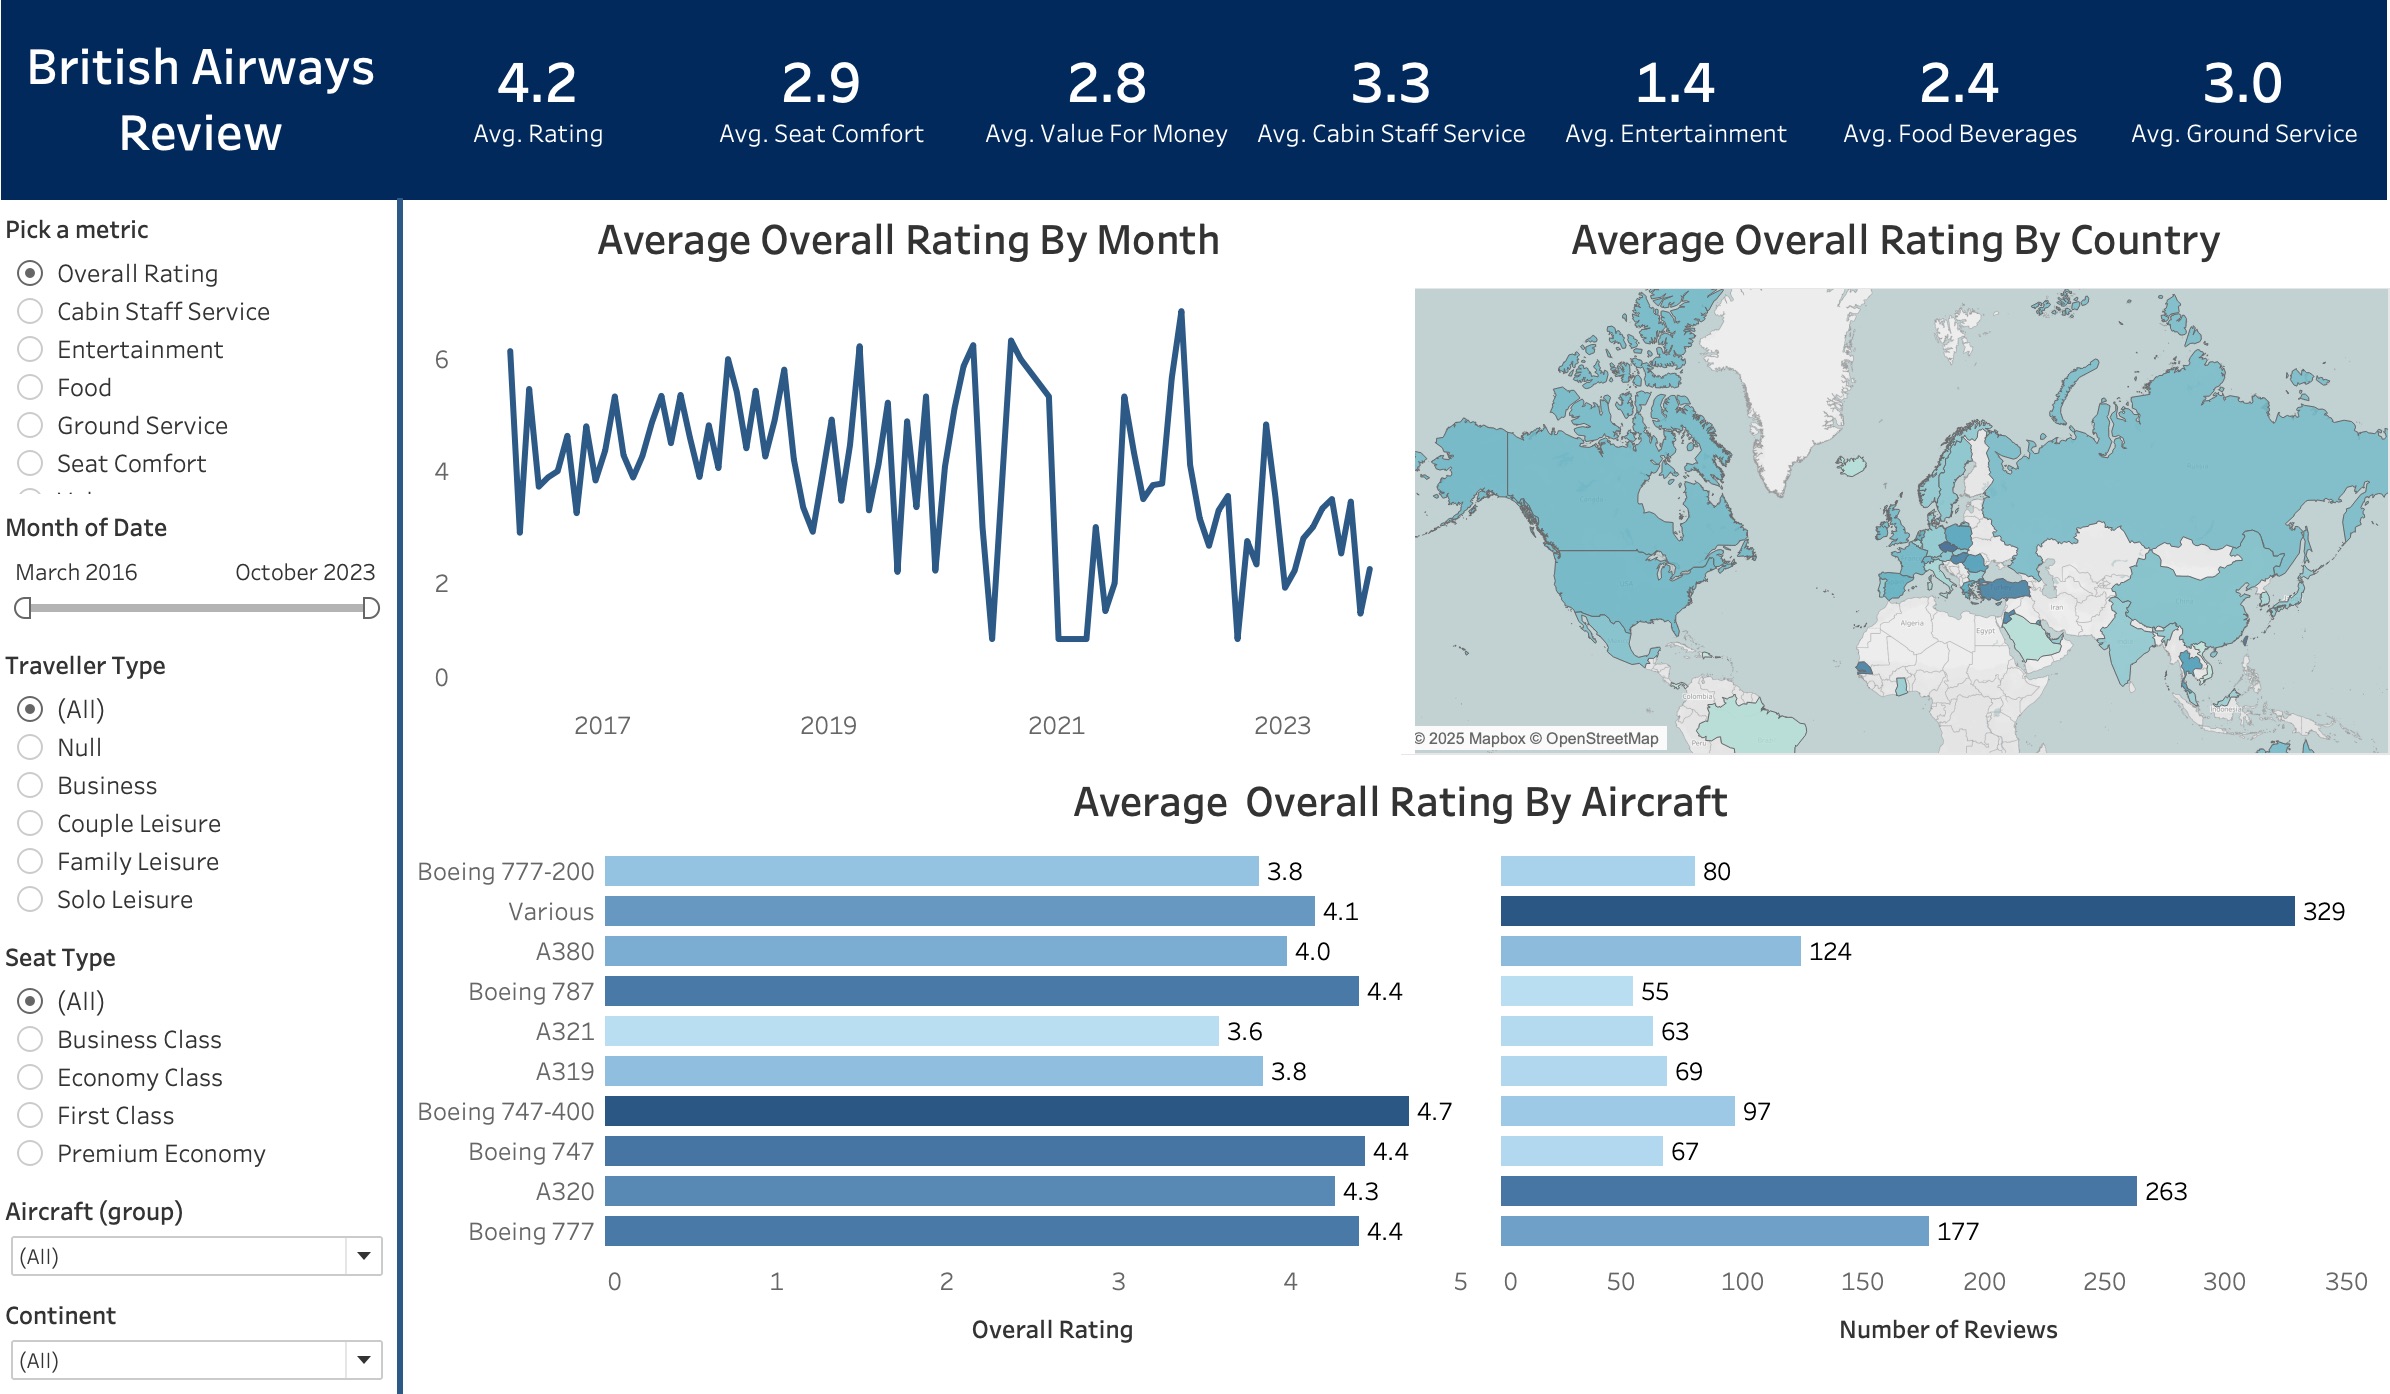 British Airways
Review
4.2
Avg. Rating
2.9
Avg. Seat Comfort
2.8
Avg. Value For Money
3.3
Avg. Cabin Staff Service
1.4
Avg. Entertainment
2.4
Avg. Food Beverages
3.0
Avg. Ground Service
Pick a metric
Overall Rating
Cabin Staff Service
Entertainment
Food
Ground Service
Seat Comfort
Month of Date
March 2016 October 2023
Traveller Type
(All)
Null
Business
Couple Leisure
Family Leisure
Solo Leisure
Seat Type
(All)
Business Class
Economy Class
First Class
Premium Economy
Aircraft (group)
(All)
Continent
(All)
Average Overall Rating By Month
6
4
2
0
2017 2019 2021 2023
Average Overall Rating By Country
Algeria
Egypt
Iran
Colombia
Peru
Indonesia
© 2025 Mapbox © OpenStreetMap
Average Overall Rating By Aircraft
Boeing 777-200 3.8 80
Various 4.1 329
A380 4.0 124
Boeing 787 4.4 55
A321 3.6 63
A319 3.8 69
Boeing 747-400 4.7 97
Boeing 747 4.4 67
A320 4.3 263
Boeing 777 4.4 177
0 1 2 3 4 5 0 50 100 150 200 250 300 350
Overall Rating Number of Reviews